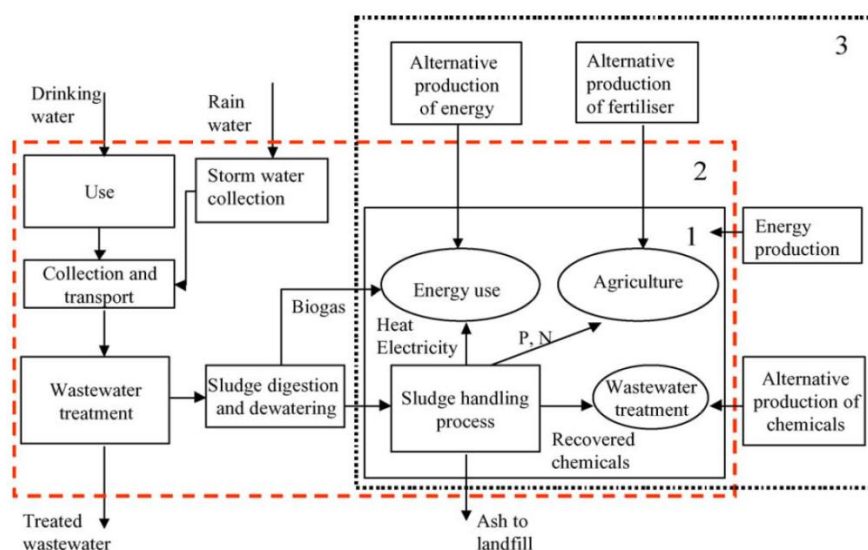 3
Alternative
production
of energy
Alternative
production
of fertiliser
Drinking
water
Rain
water
2
Use
Storm water
collection
1
Energy
production
Collection and
transport
Biogas
Energy use
Agriculture
Heat
Electricity
P, N
Wastewater
treatment
Sludge digestion
and dewatering
Sludge handling
process
Wastewater
treatment
Alternative
production of
chemicals
Recovered
chemicals
Treated
wastewater
Ash to
landfill